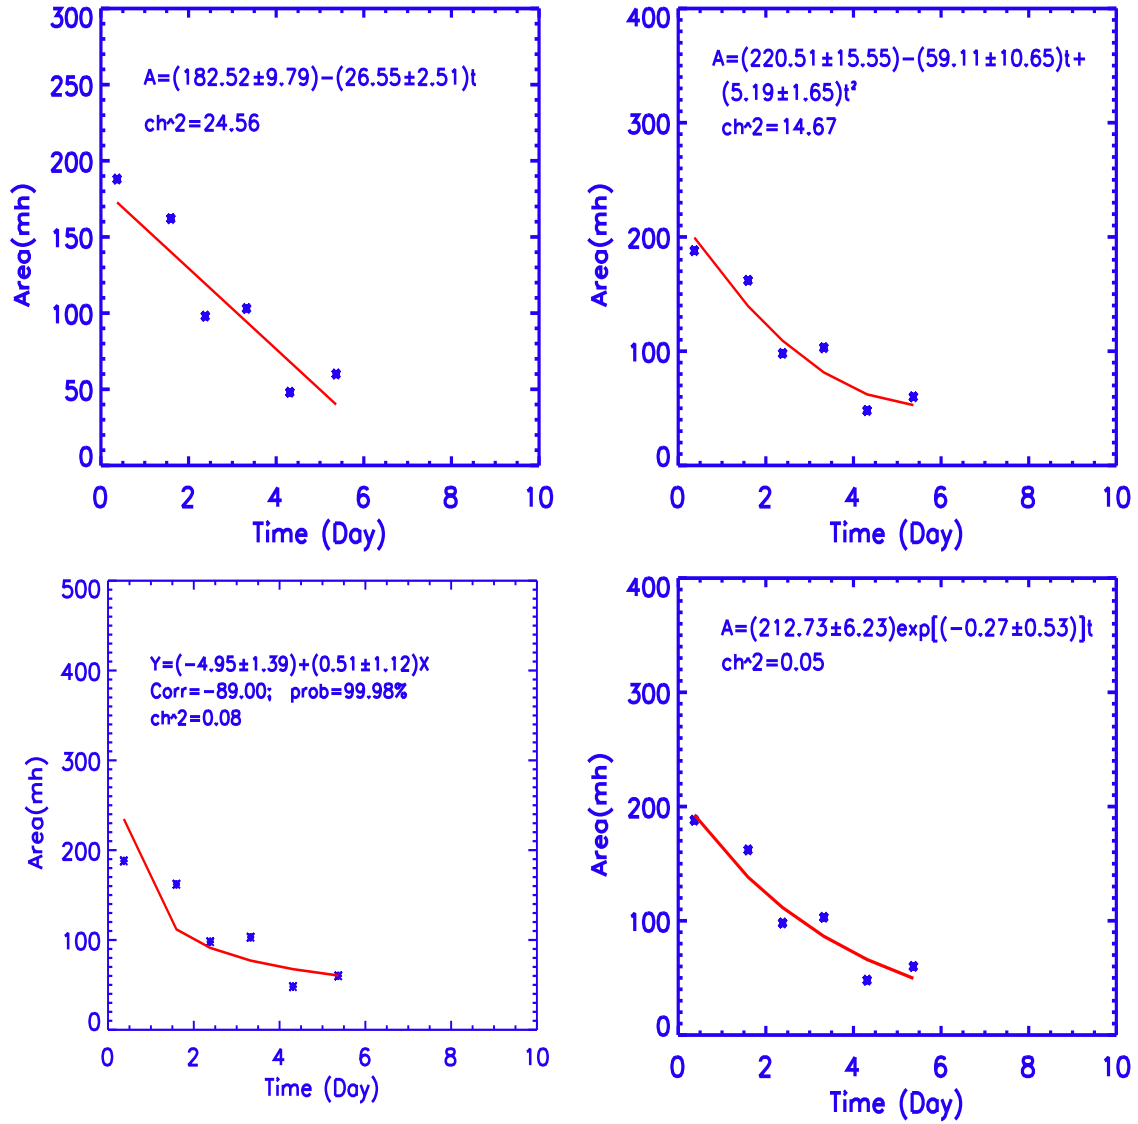 300
250
200
150
100
50
0
Area(mh)
A=(182.52±9.79)−(26.55±2.51)t
ch^2=24.56
0 2 4 6 8 10
Time (Day)
400
300
200
100
0
Area(mh)
A=(220.51±15.55)−(59.11±10.65)t+
(5.19±1.65)t²
ch^2=14.67
0 2 4 6 8 10
Time (Day)
500
400
300
200
100
0
Area(mh)
Y=(−4.95±1.39)+(0.51±1.12)X
Corr=−89.00; prob=99.98%
ch^2=0.08
0 2 4 6 8 10
Time (Day)
400
300
200
100
0
Area(mh)
A=(212.73±6.23)exp[(−0.27±0.53)]t
ch^2=0.05
0 2 4 6 8 10
Time (Day)